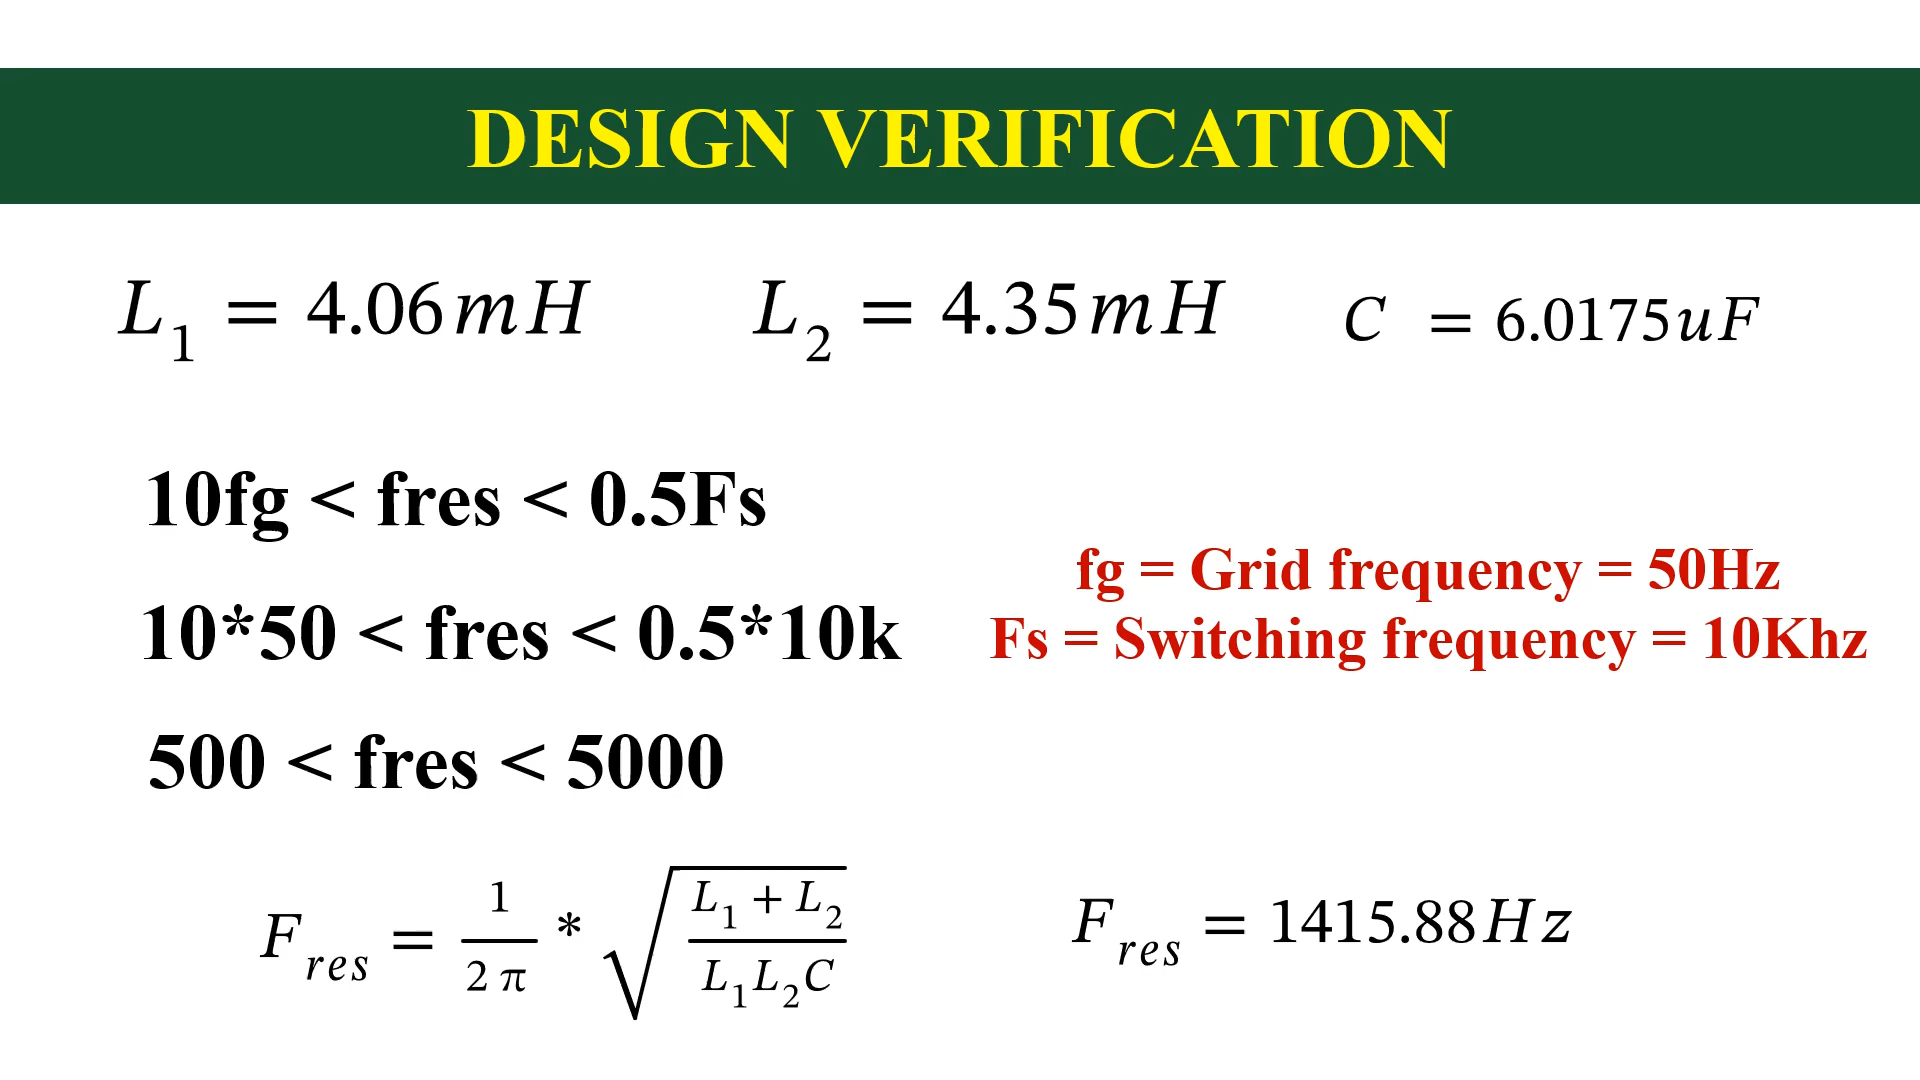 DESIGN VERIFICATION
L₁ = 4.06mH L₂ = 4.35mH C = 6.0175uF
10fg < fres < 0.5Fs
fg = Grid frequency = 50Hz
10*50 < fres < 0.5*10k
Fs = Switching frequency = 10Khz
500 < fres < 5000
F_res = 1/(2π) * √((L₁ + L₂)/(L₁L₂C))
F_res = 1415.88Hz